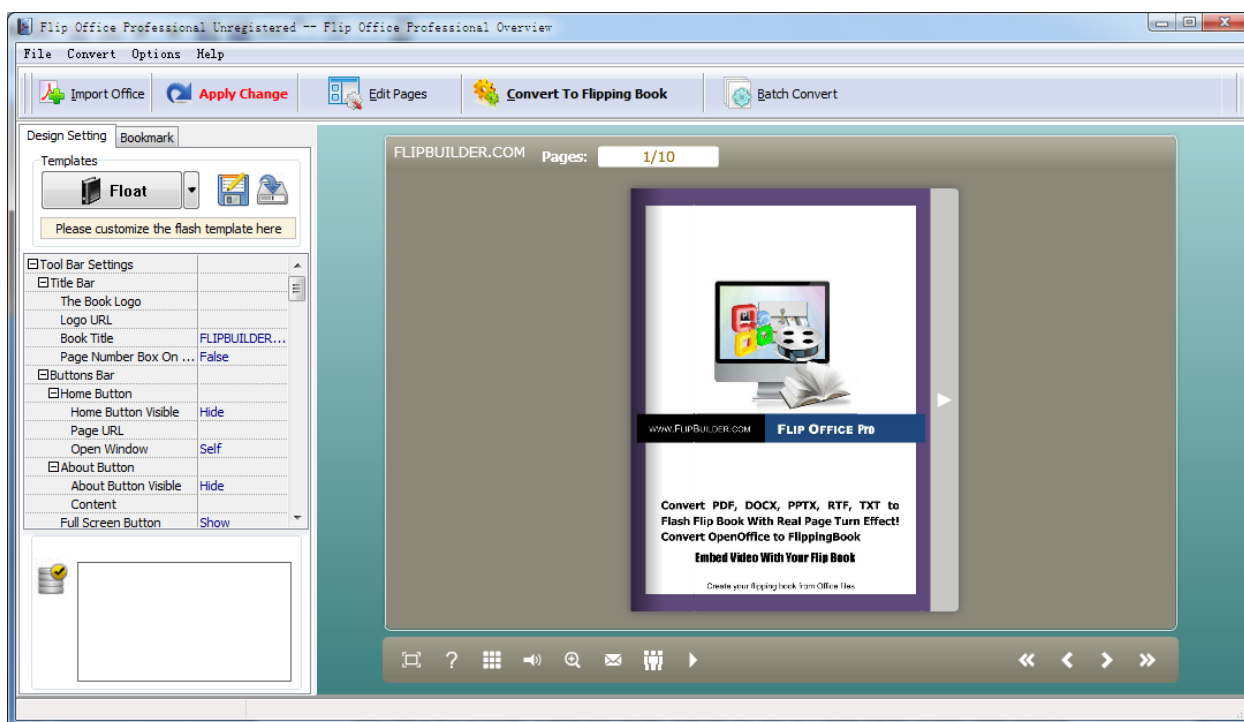 Flip Office Professional Unregistered -- Flip Office Professional Overview
File Convert Options Help
Import Office Apply Change Edit Pages Convert To Flipping Book Batch Convert
Design Setting Bookmark
Templates
Float
Please customize the flash template here
Tool Bar Settings
Title Bar
The Book Logo
Logo URL
Book Title FLIPBUILDER...
Page Number Box On ... False
Buttons Bar
Home Button
Home Button Visible Hide
Page URL
Open Window Self
About Button
About Button Visible Hide
Content
Full Screen Button Show
FLIPBUILDER.COM Pages: 1/10
WWW.FLIPBUILDER.COM FLIP OFFICE Pro
Convert PDF, DOCX, PPTX, RTF, TXT to
Flash Flip Book With Real Page Turn Effect!
Convert OpenOffice to FlippingBook
Embed Video With Your Flip Book
Create your flipping book from Office files